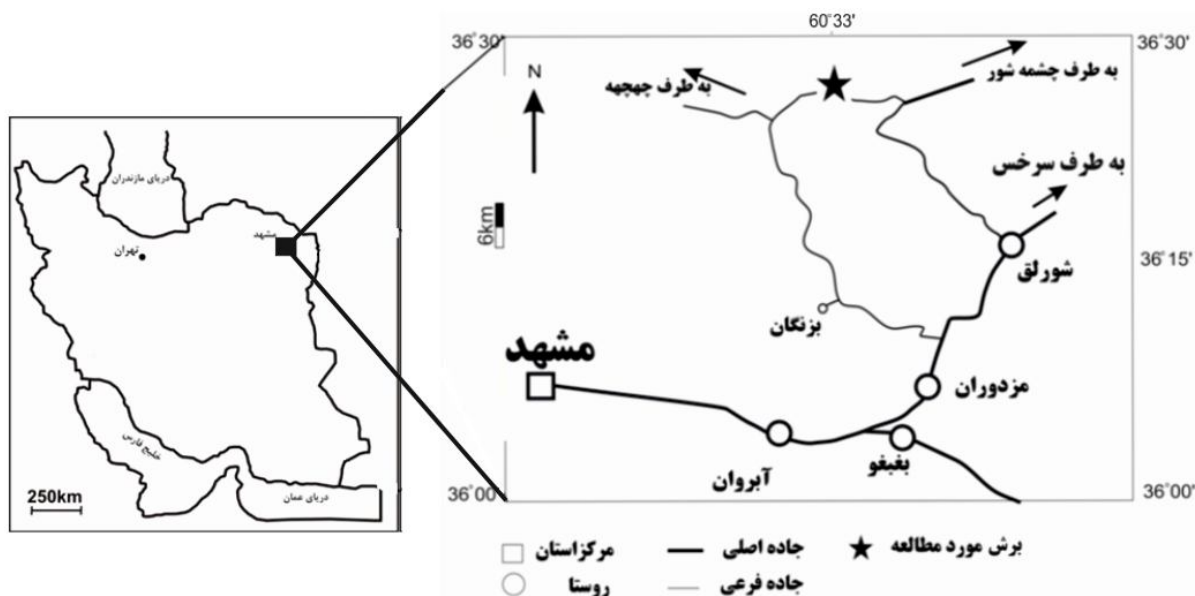 دریای مازندران
مشهد
تهران
خلیج فارس
دریای عمان
250km
60°33'
36°30'
36°30'
N
به طرف چهچهه
به طرف چشمه شور
به طرف سرخس
6km
شورلق
36°15'
بزنگان
مشهد
مزدوران
آبروان
بغبغو
36°00'
36°00'
برش مورد مطالعه
جاده اصلی
مرکزاستان
جاده فرعی
روستا